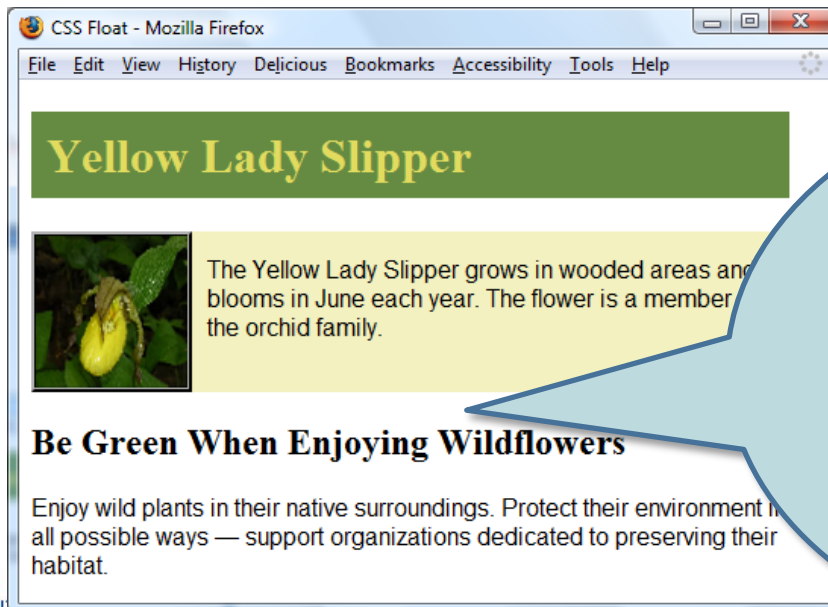 CSS Float - Mozilla Firefox
File Edit View History Delicious Bookmarks Accessibility Tools Help
Yellow Lady Slipper
The Yellow Lady Slipper grows in wooded areas and
blooms in June each year. The flower is a member
the orchid family.
Be Green When Enjoying Wildflowers
Enjoy wild plants in their native surroundings. Protect their environment
all possible ways — support organizations dedicated to preserving their
habitat.